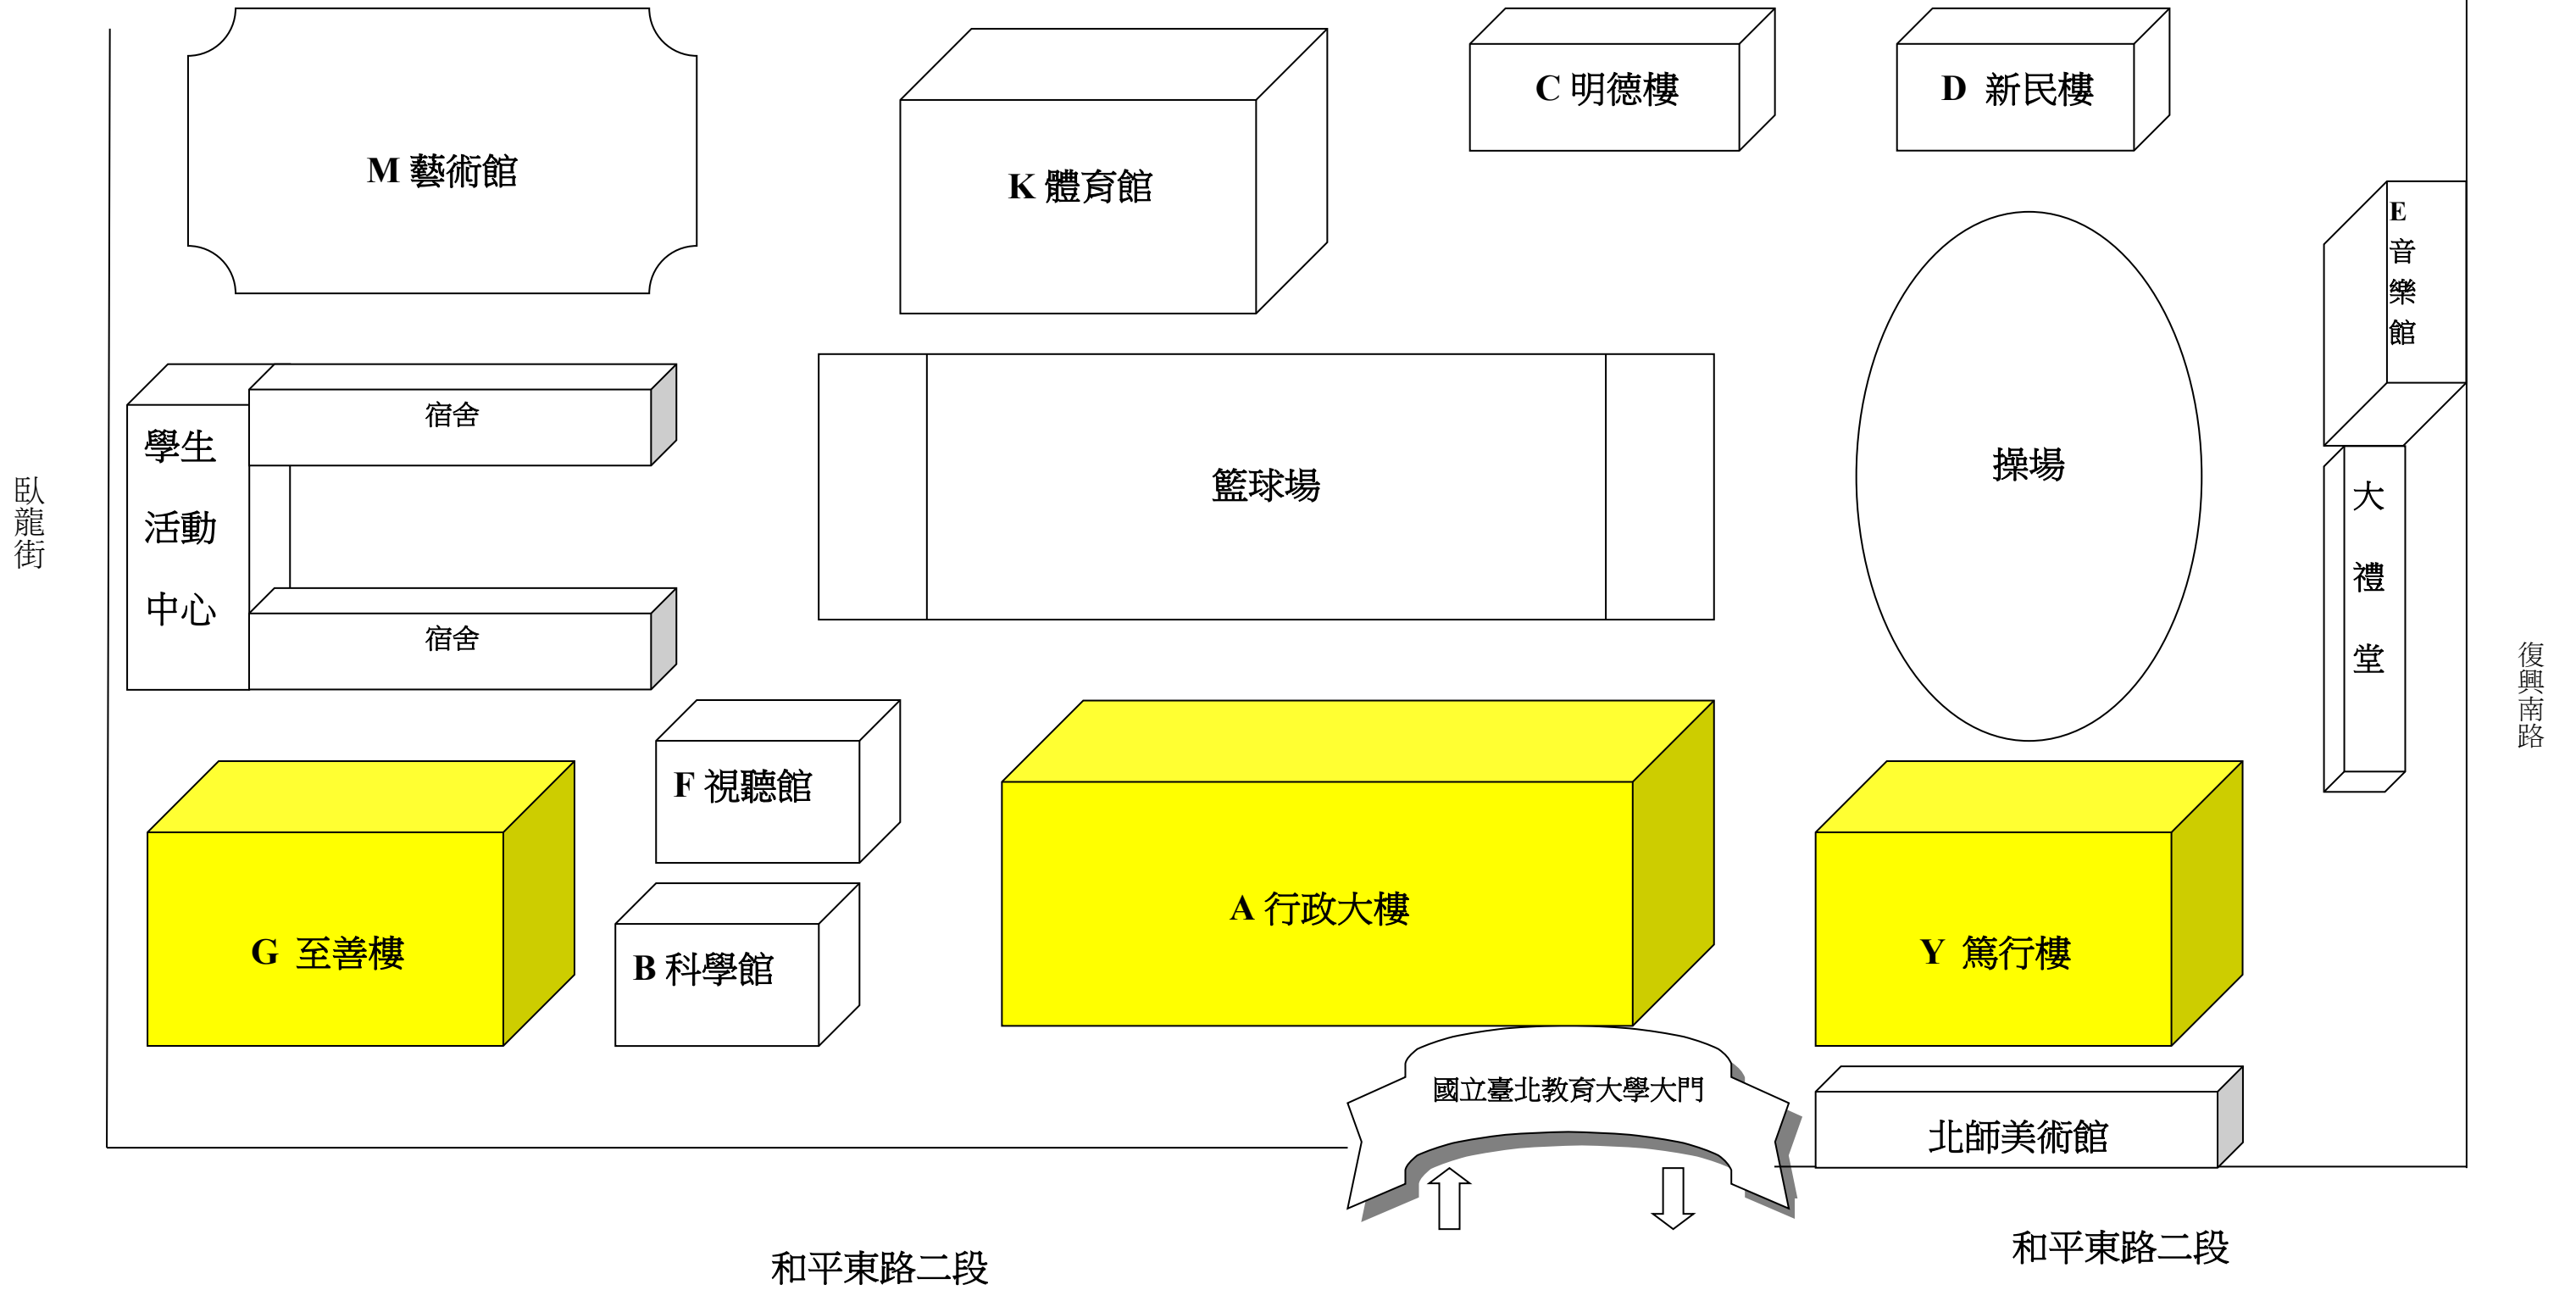 C 明德樓
D 新民樓
M 藝術館
K 體育館
E
音
樂
館
宿舍
學生
活動
中心
宿舍
籃球場
操場
大
禮
堂
臥龍街
復興南路
F 視聽館
G 至善樓
B 科學館
A 行政大樓
Y 篤行樓
國立臺北教育大學大門
北師美術館
和平東路二段
和平東路二段